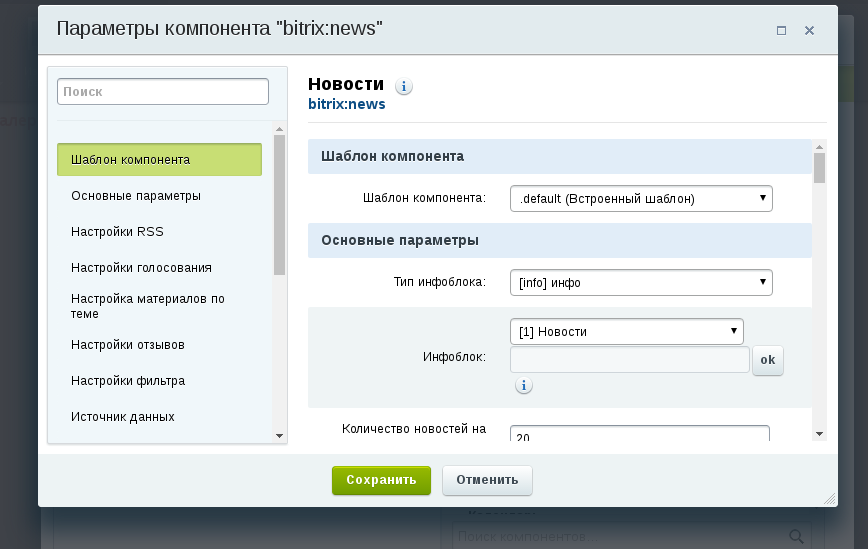 Параметры компонента "bitrix:news"
Поиск
Шаблон компонента
Основные параметры
Настройки RSS
Настройки голосования
Настройка материалов по
теме
Настройки отзывов
Настройки фильтра
Источник данных
Новости
bitrix:news
Шаблон компонента
Шаблон компонента: .default (Встроенный шаблон)
Основные параметры
Тип инфоблока: [info] инфо
[1] Новости
Инфоблок: ok
Количество новостей на 20
Сохранить Отменить
Поиск компонентов